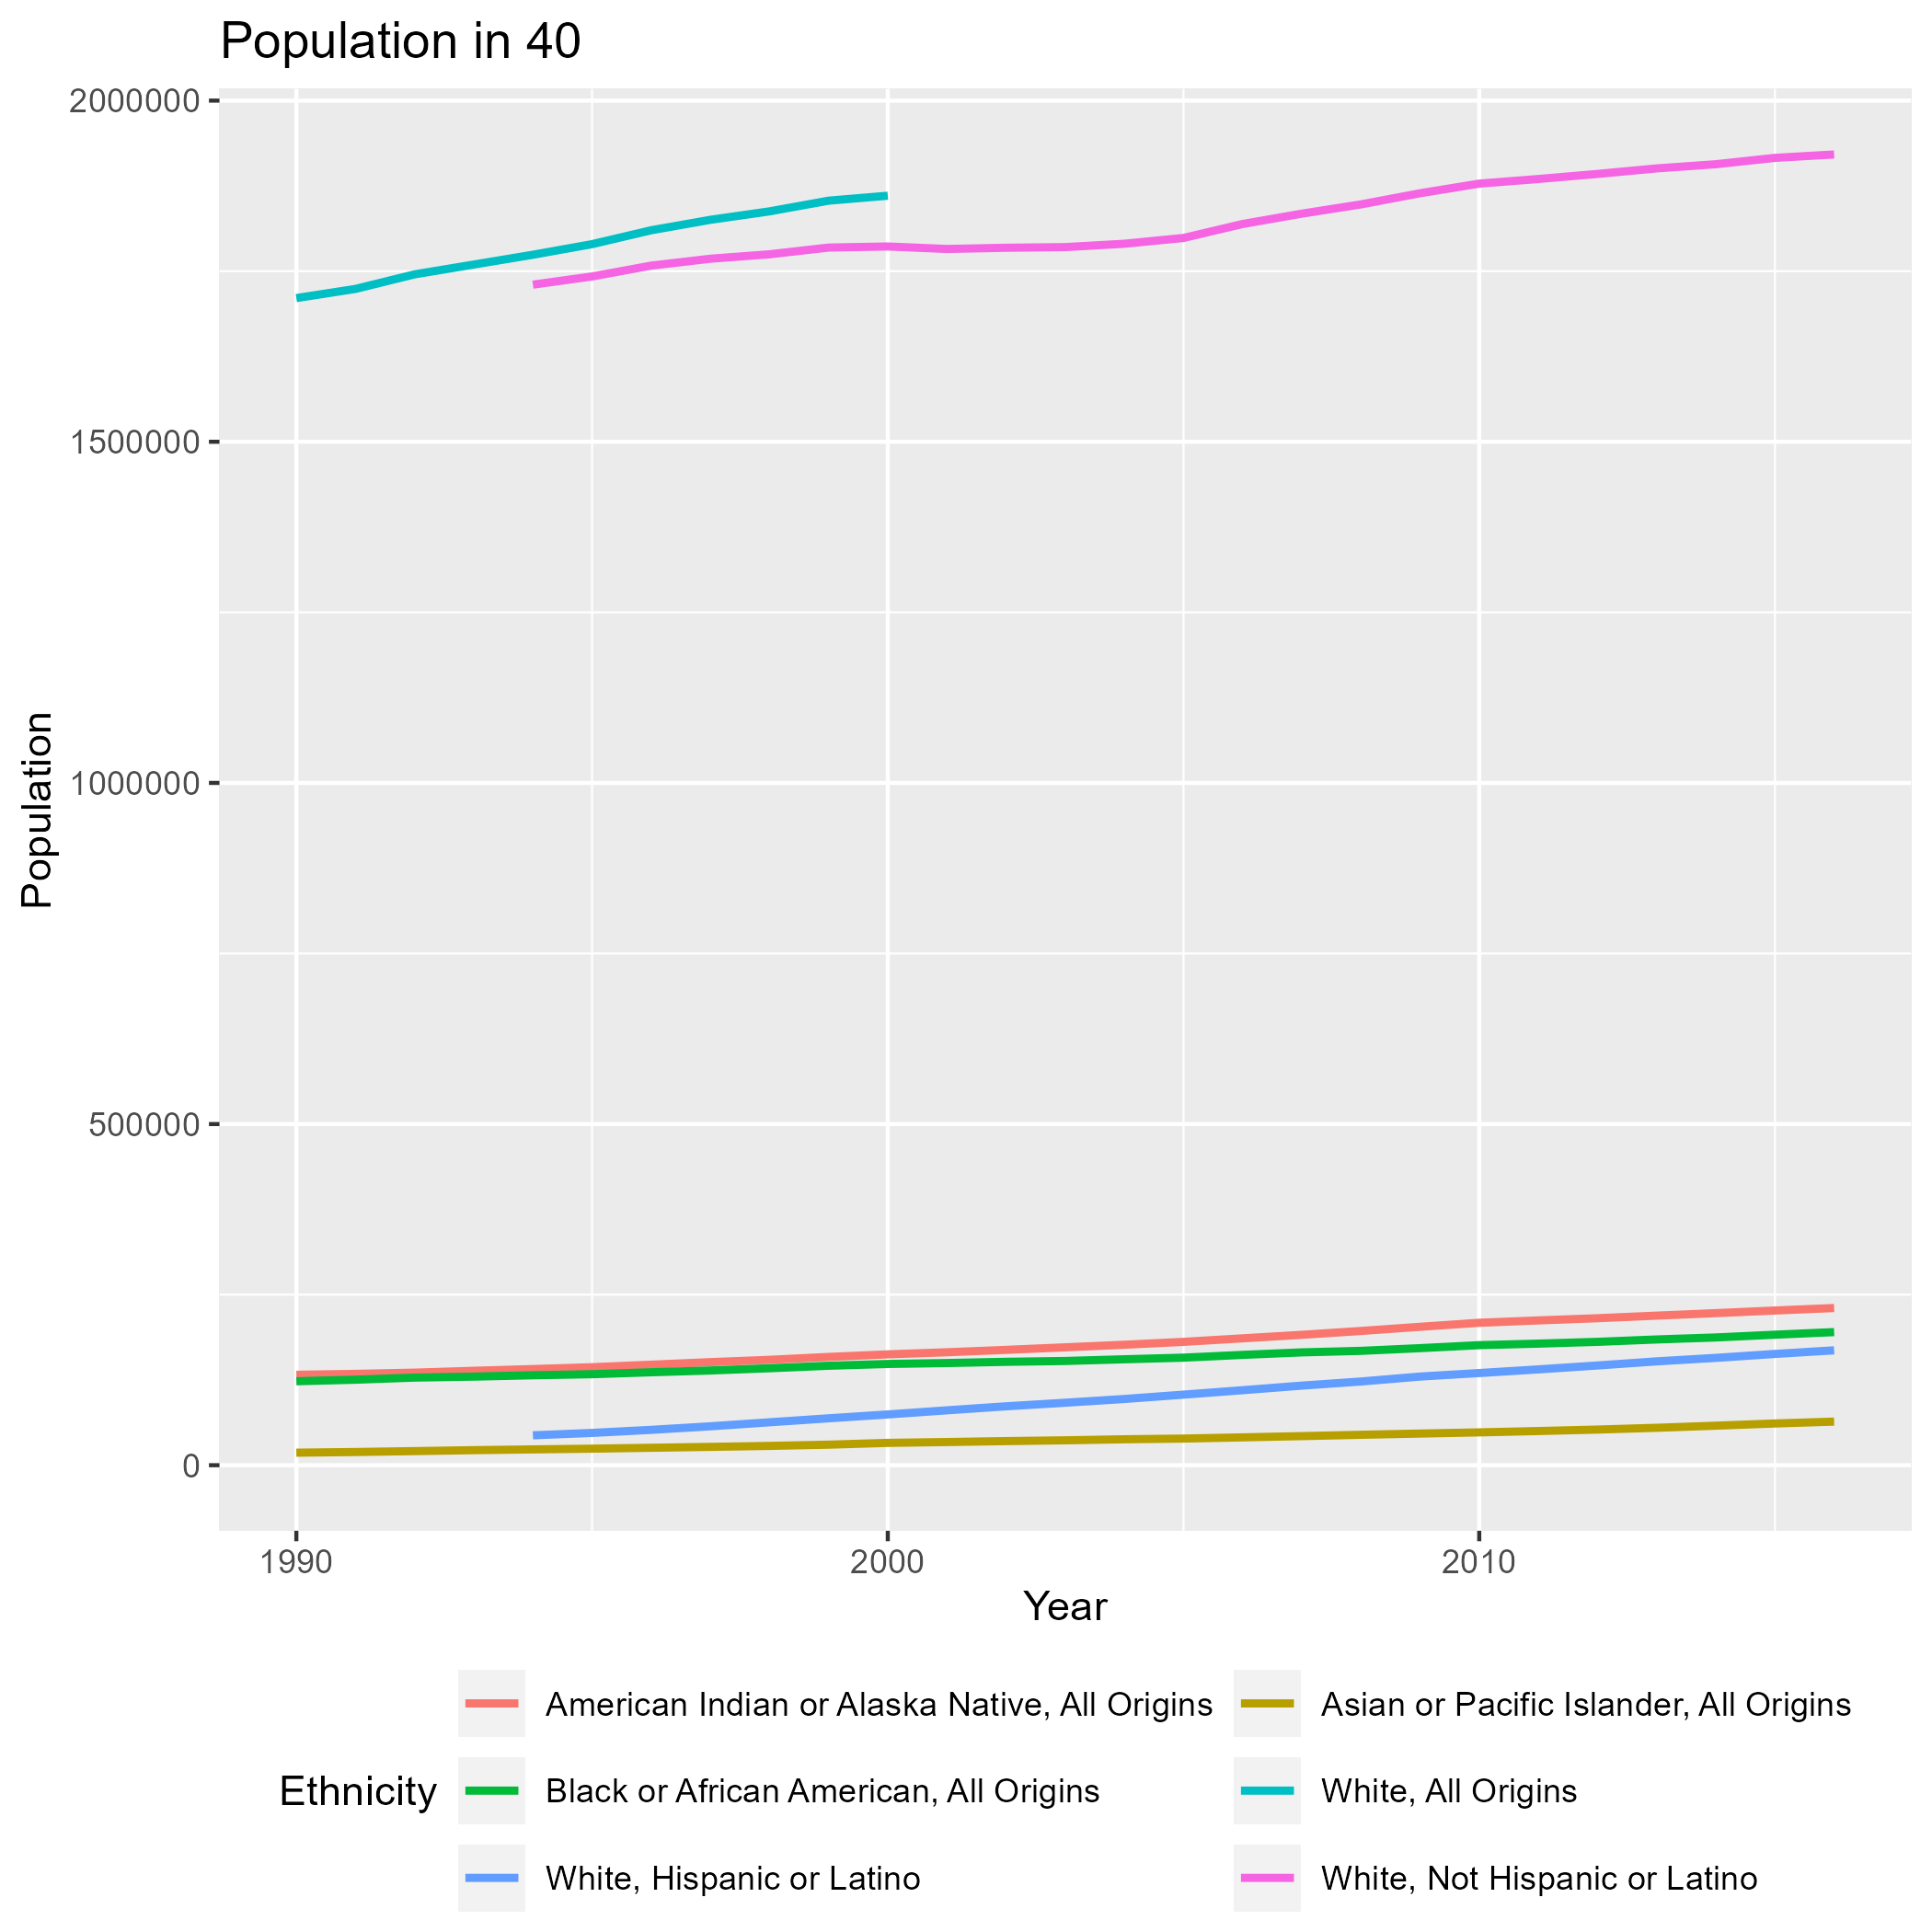 Population in 40
2000000
1500000
1000000
500000
0
Population
1990 2000 2010
Year
Ethnicity
American Indian or Alaska Native, All Origins
Asian or Pacific Islander, All Origins
Black or African American, All Origins
White, All Origins
White, Hispanic or Latino
White, Not Hispanic or Latino